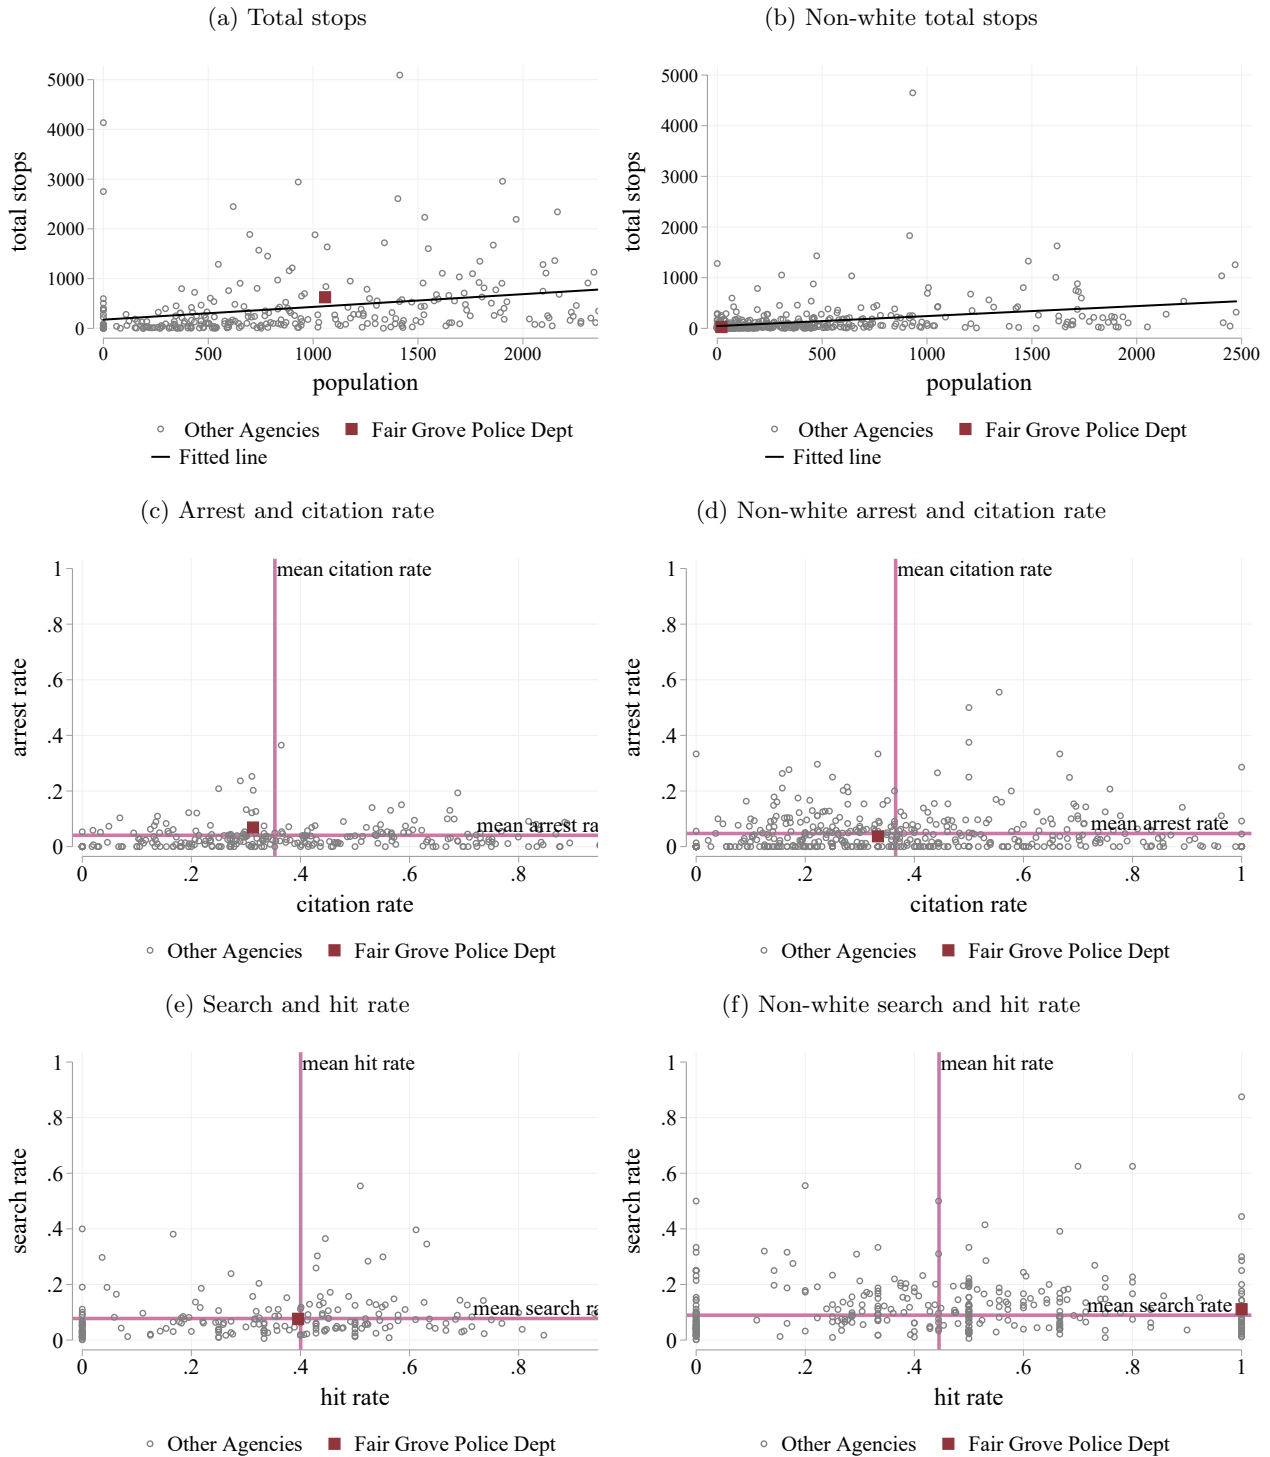 (a) Total stops
(b) Non-white total stops
total stops
5000
4000
3000
2000
1000
0
0 500 1000 1500 2000
population
Other Agencies Fair Grove Police Dept
Fitted line
total stops
5000
4000
3000
2000
1000
0
0 500 1000 1500 2000 2500
population
Other Agencies Fair Grove Police Dept
Fitted line
(c) Arrest and citation rate
(d) Non-white arrest and citation rate
arrest rate
1
.8
.6
.4
.2
0
mean citation rate
mean arrest ra
0 .2 .4 .6 .8
citation rate
Other Agencies Fair Grove Police Dept
arrest rate
1
.8
.6
.4
.2
0
mean citation rate
mean arrest rate
0 .2 .4 .6 .8 1
citation rate
Other Agencies Fair Grove Police Dept
(e) Search and hit rate
(f) Non-white search and hit rate
search rate
1
.8
.6
.4
.2
0
mean hit rate
mean search ra
0 .2 .4 .6 .8
hit rate
Other Agencies Fair Grove Police Dept
search rate
1
.8
.6
.4
.2
0
mean hit rate
mean search rate
0 .2 .4 .6 .8 1
hit rate
Other Agencies Fair Grove Police Dept